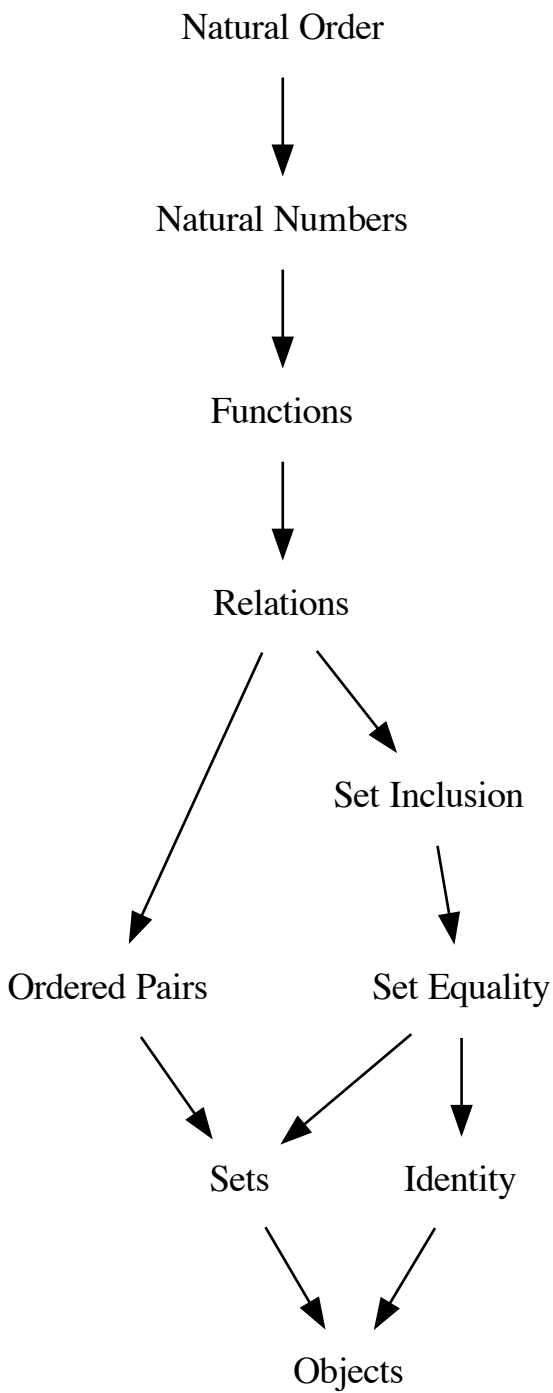 Natural Order
Natural Numbers
Functions
Relations
Set Inclusion
Ordered Pairs
Set Equality
Sets
Identity
Objects